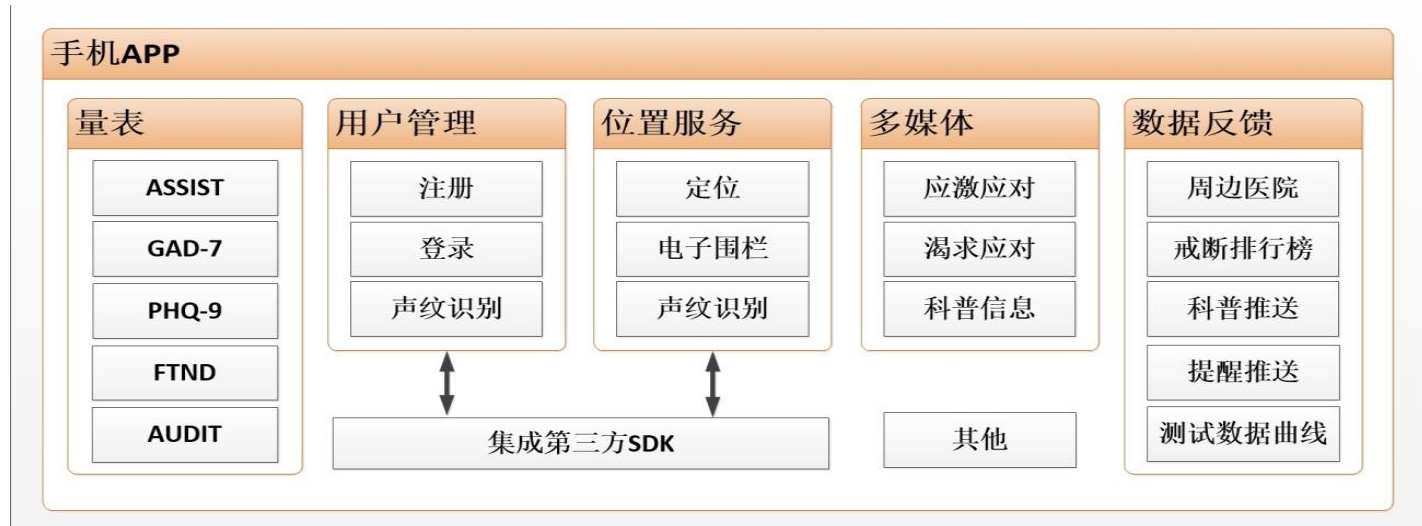 手机APP
量表
ASSIST
GAD-7
PHQ-9
FTND
AUDIT
用户管理
注册
登录
声纹识别
位置服务
定位
电子围栏
声纹识别
集成第三方SDK
多媒体
应激应对
渴求应对
科普信息
其他
数据反馈
周边医院
戒断排行榜
科普推送
提醒推送
测试数据曲线